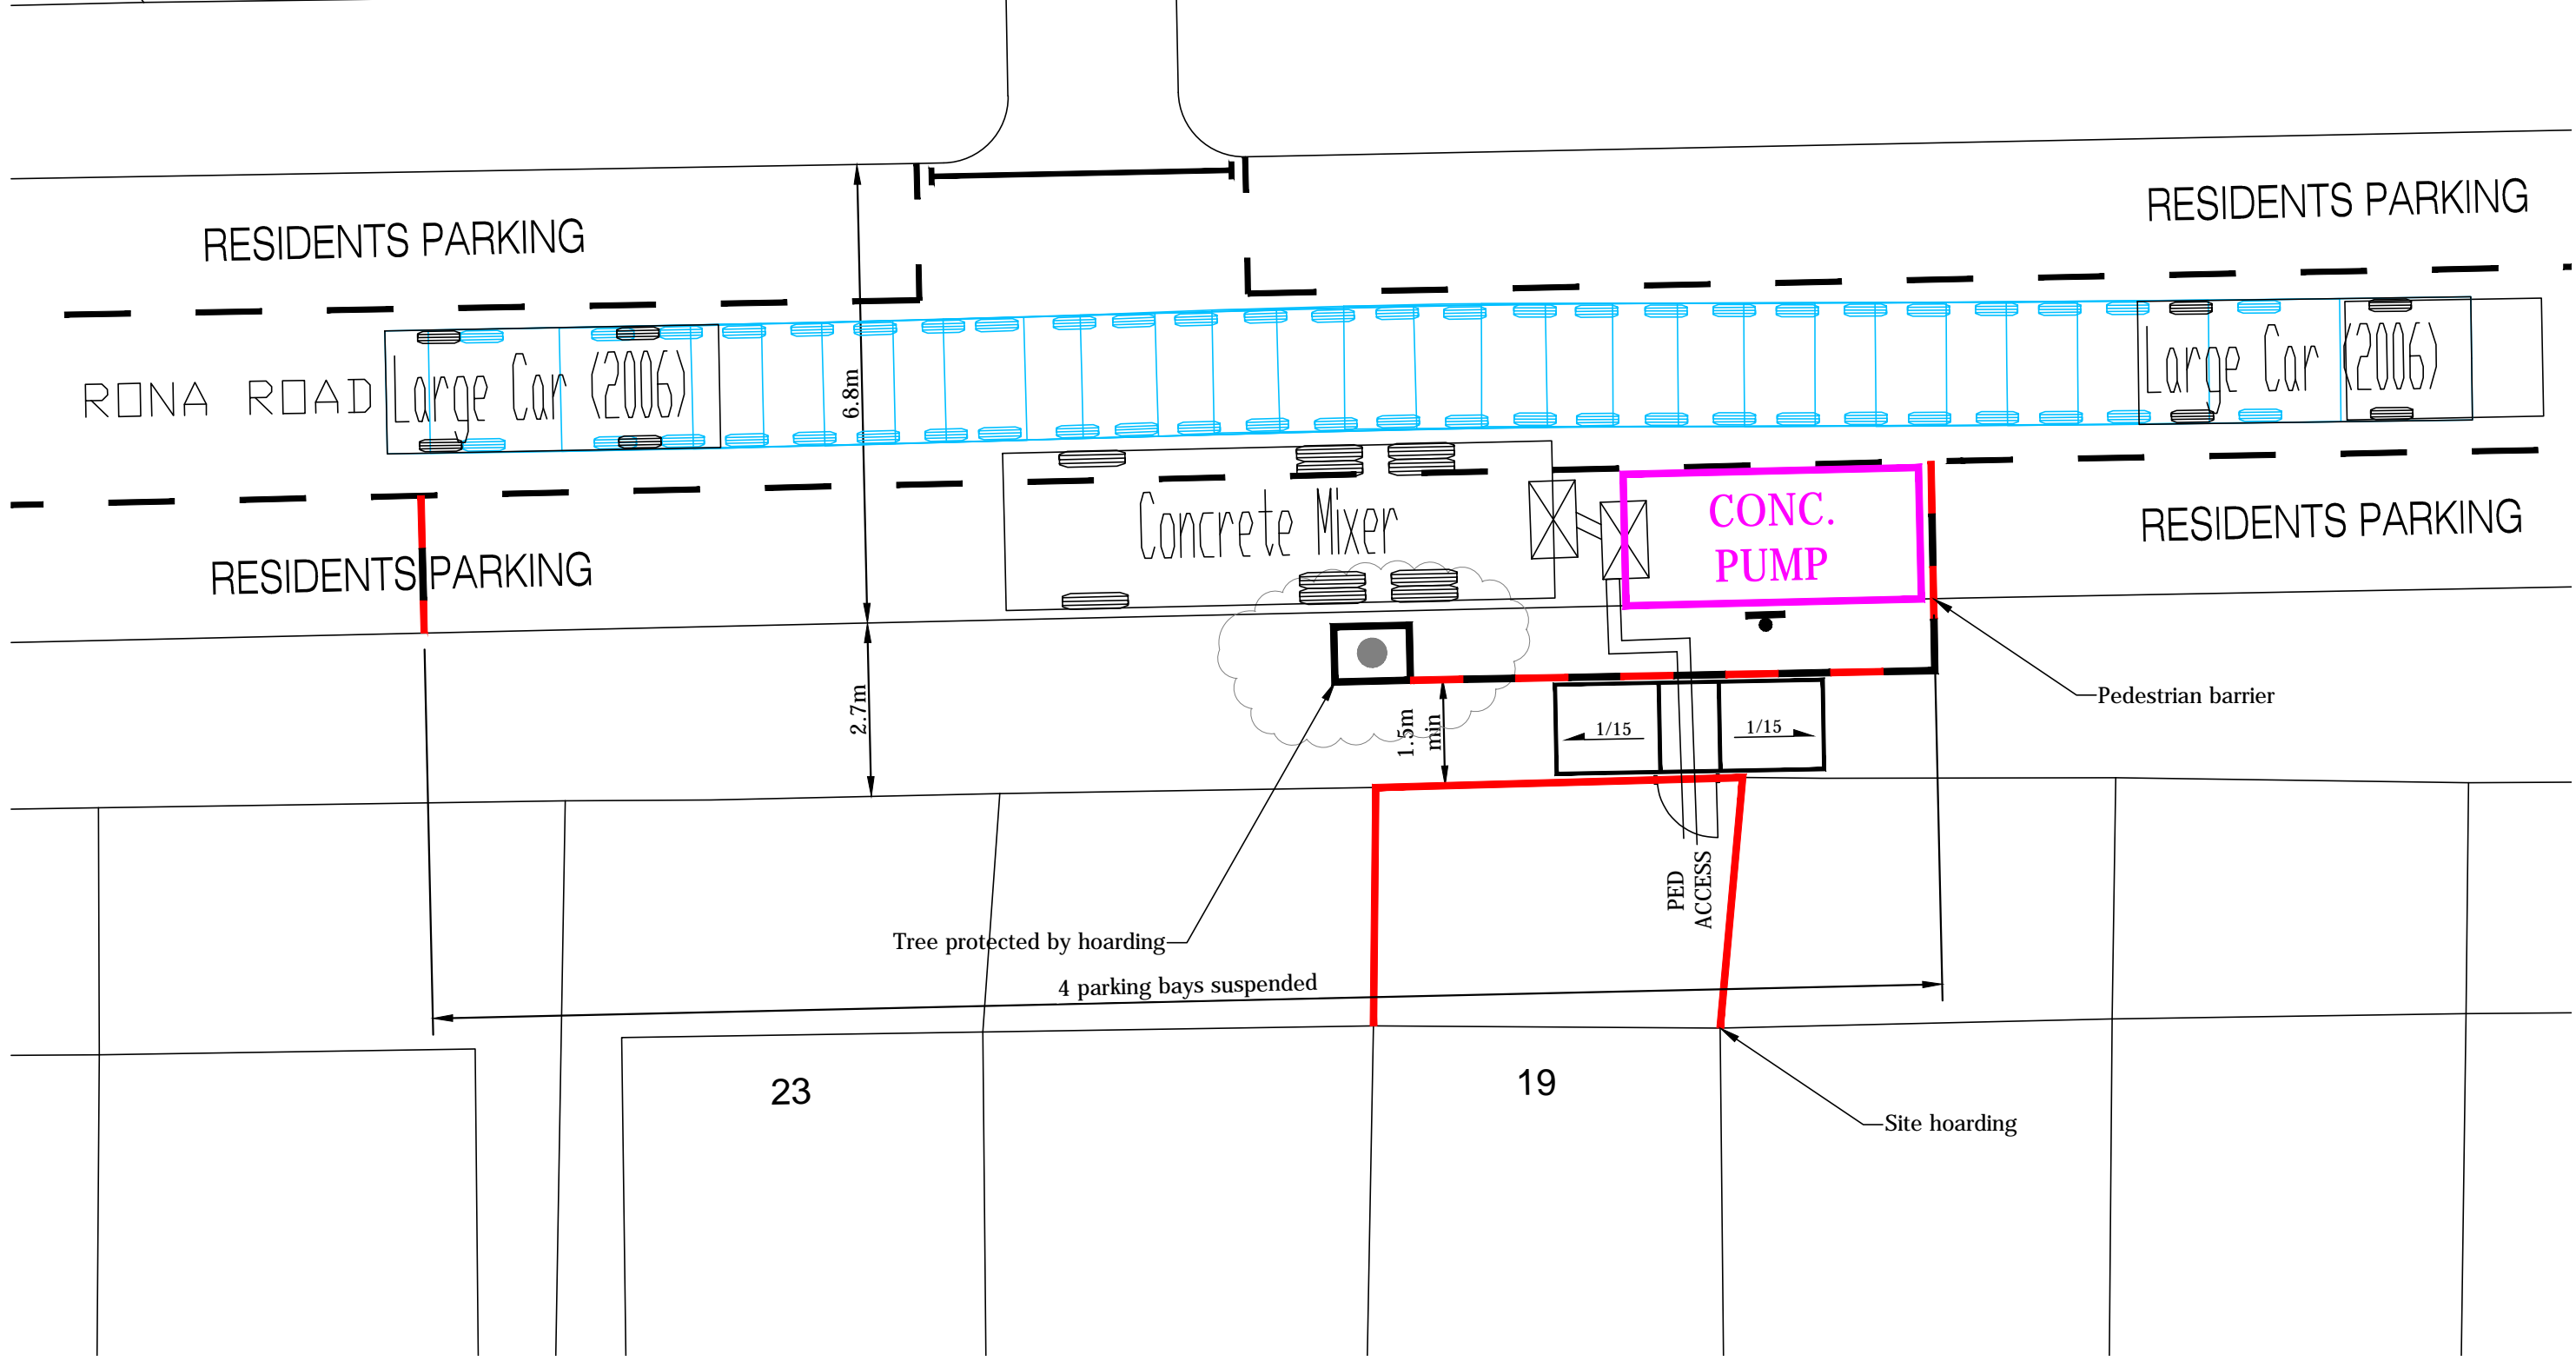 RESIDENTS PARKING
RESIDENTS PARKING
RONA ROAD
Large Car (2006)
6.8m
Large Car (2006)
Concrete Mixer
CONC.
PUMP
RESIDENTS PARKING
RESIDENTS PARKING
2.7m
1.5m
min
1/15
1/15
Pedestrian barrier
PED
ACCESS
Tree protected by hoarding
4 parking bays suspended
23
19
Site hoarding